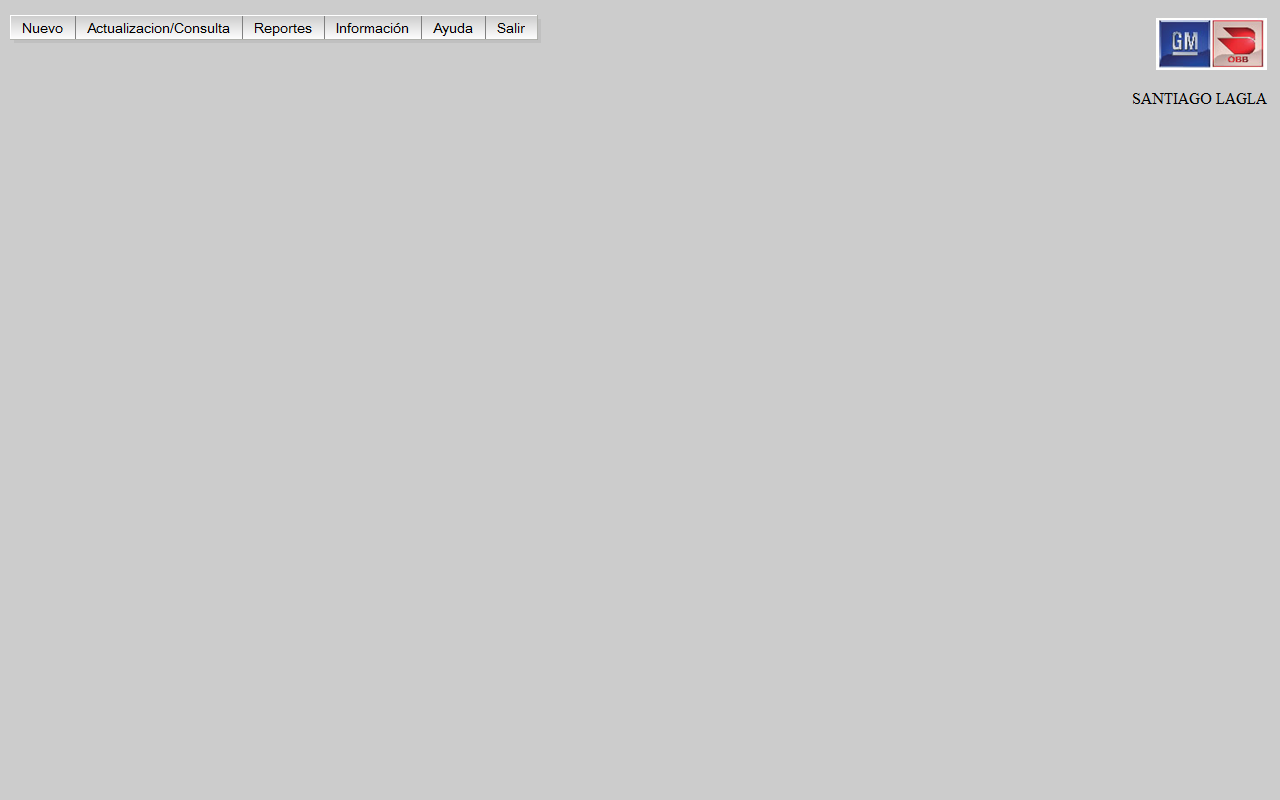 Nuevo Actualizacion/Consulta Reportes Información Ayuda Salir
GM OBB
SANTIAGO LAGLA